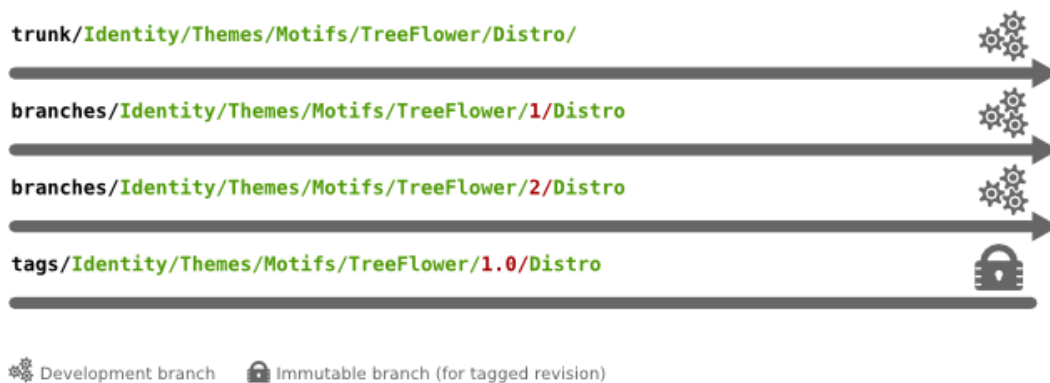 trunk/Identity/Themes/Motifs/TreeFlower/Distro/
branches/Identity/Themes/Motifs/TreeFlower/1/Distro
branches/Identity/Themes/Motifs/TreeFlower/2/Distro
tags/Identity/Themes/Motifs/TreeFlower/1.0/Distro
Development branch Immutable branch (for tagged revision)